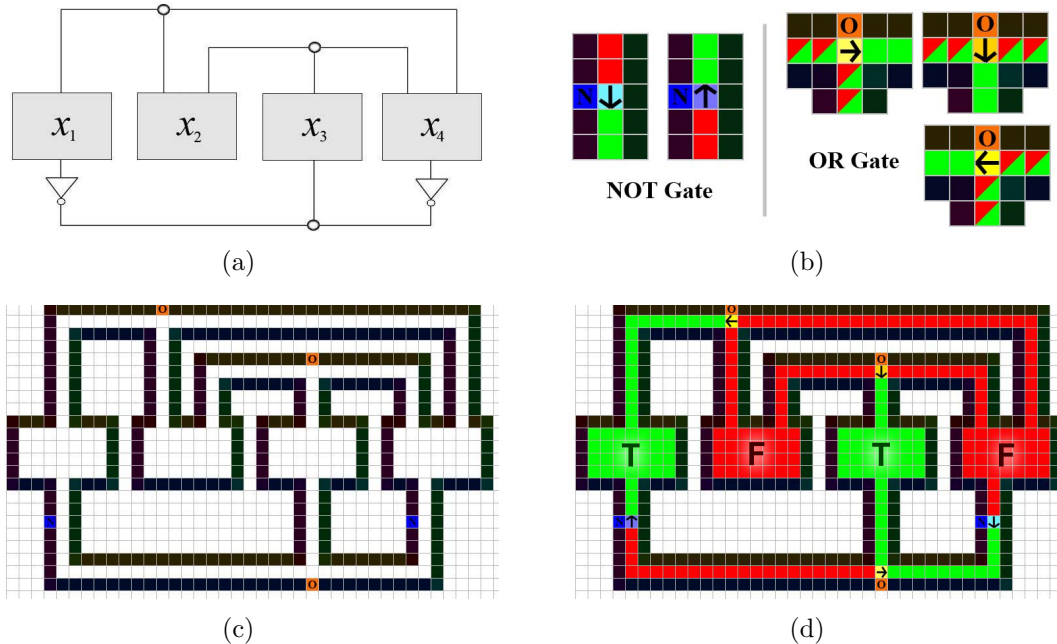 x₁ x₂ x₃ x₄
(a)
O O
N N
NOT Gate
OR Gate
O
(b)
O
O
N N
O
(c)
O
O
T F T F
N N
O
(d)